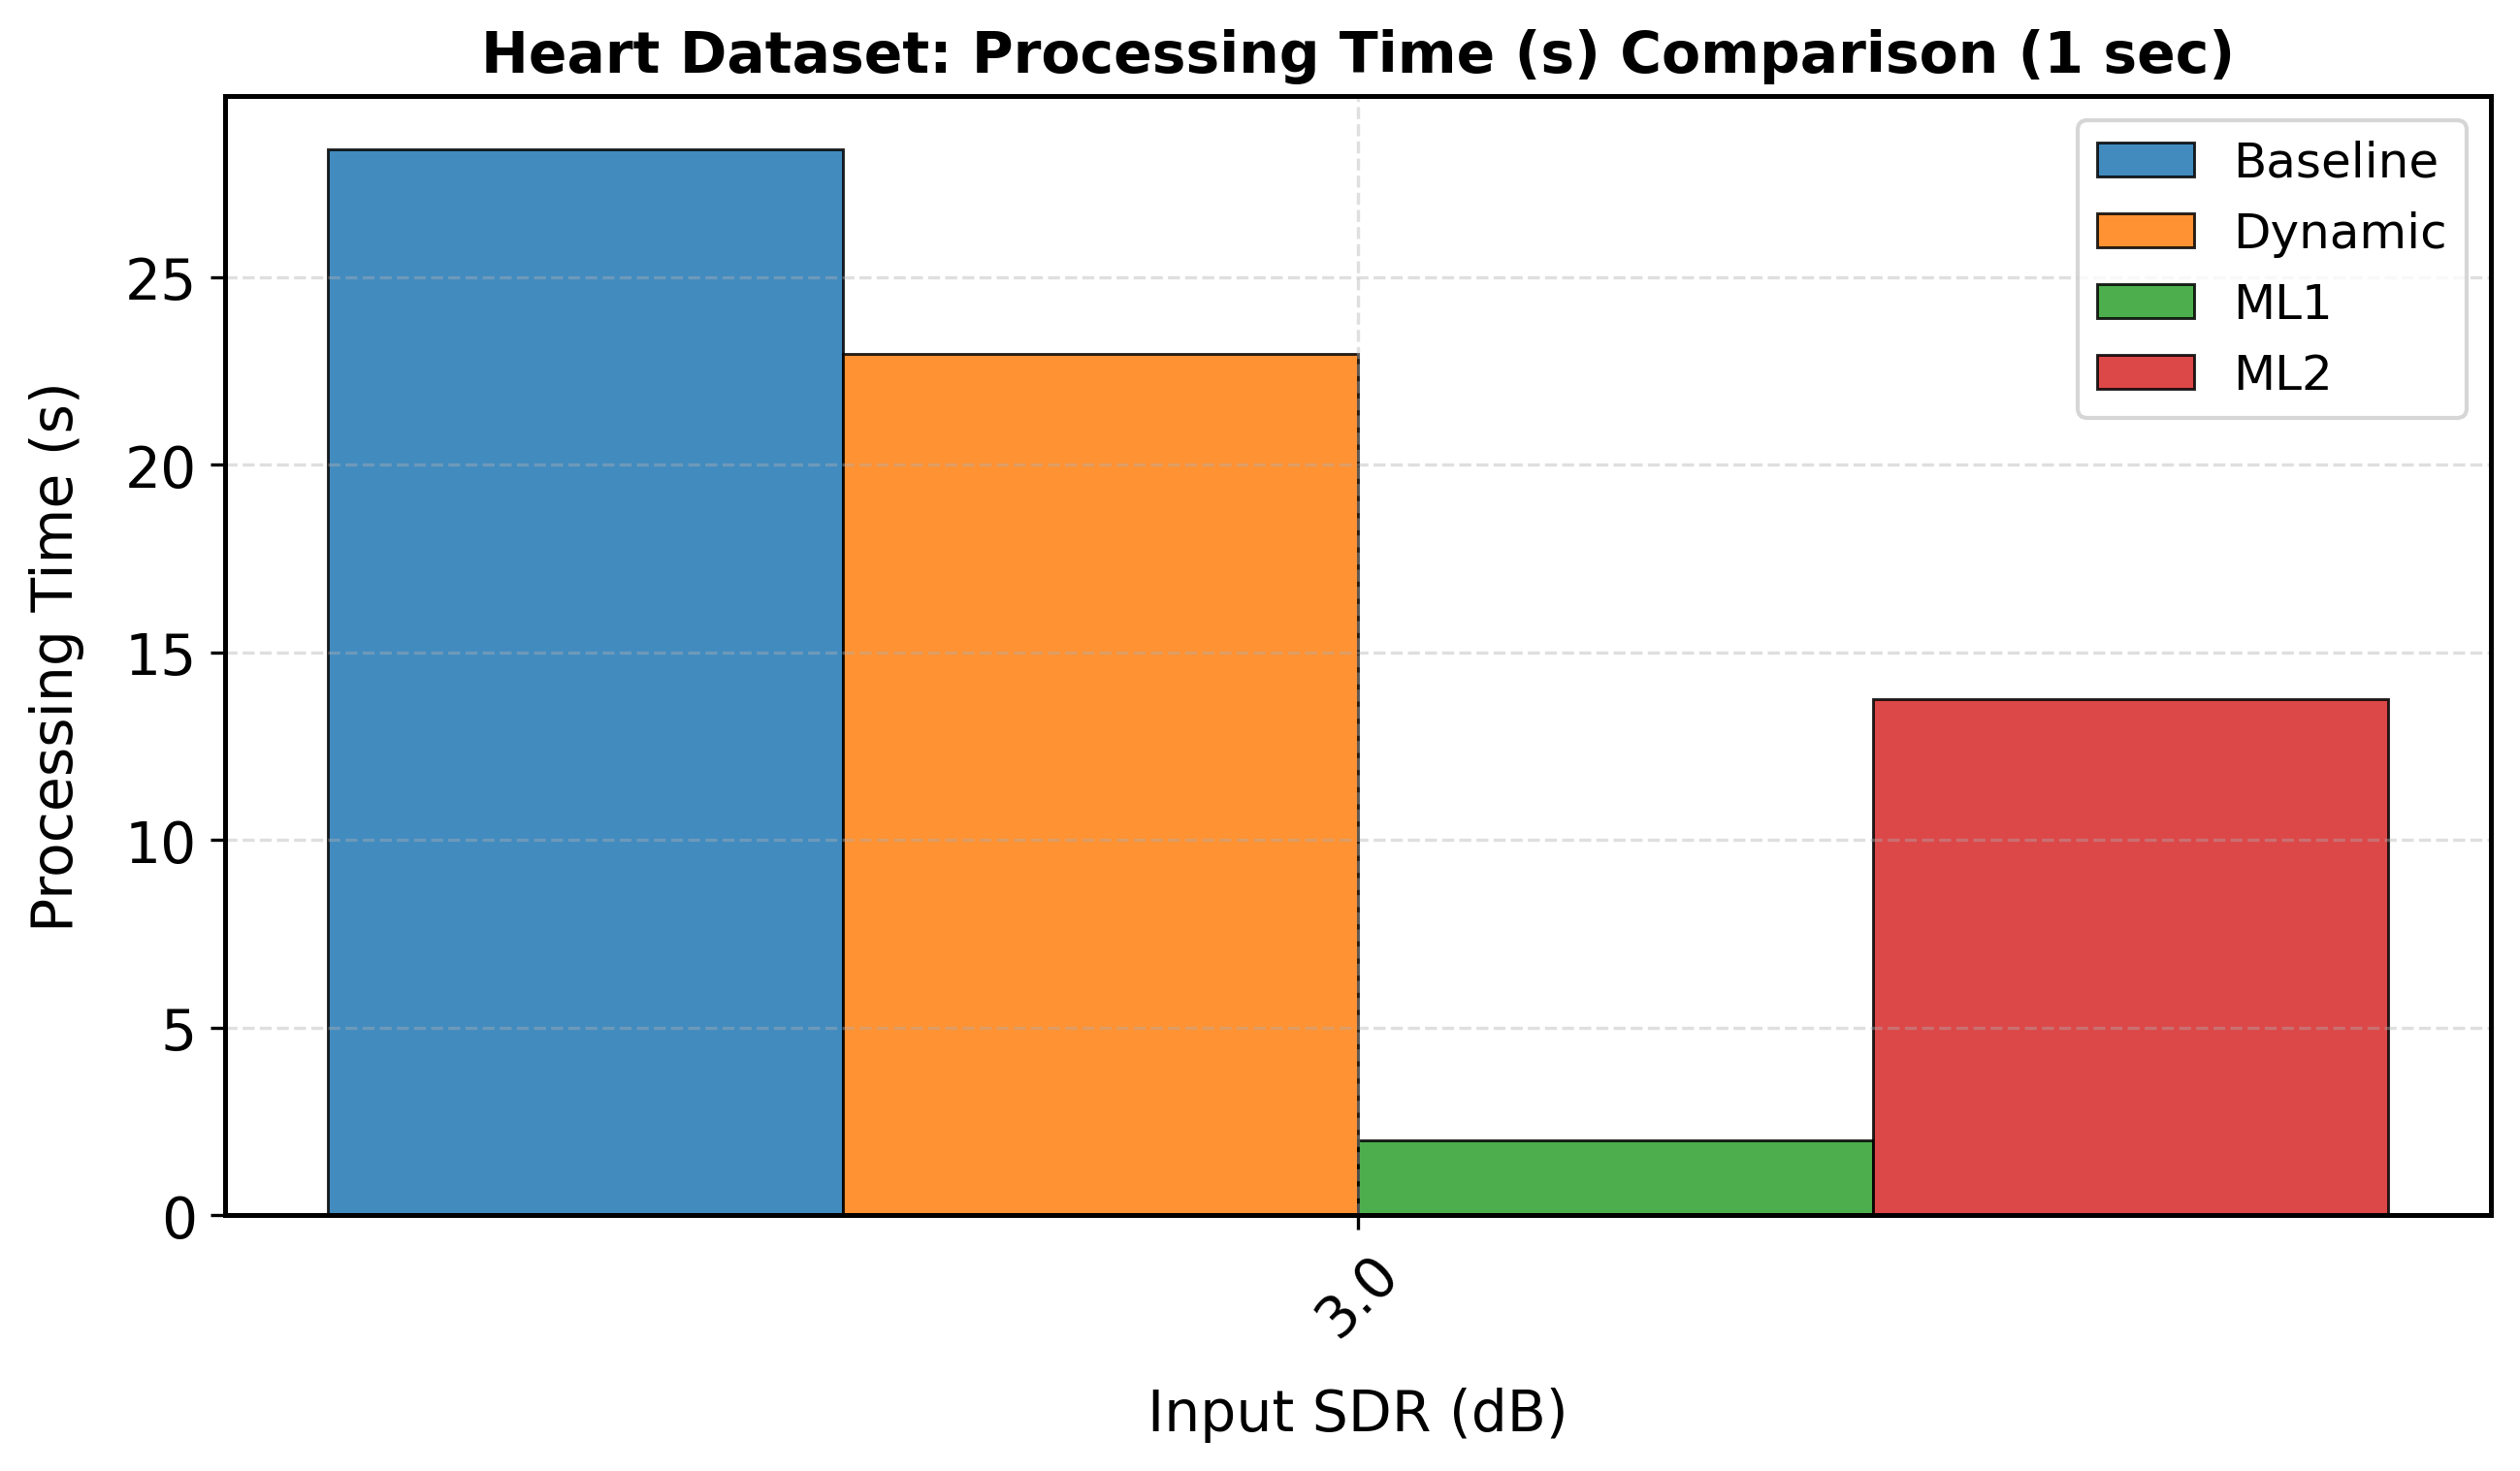 Heart Dataset: Processing Time (s) Comparison (1 sec)
Baseline
Dynamic
ML1
ML2
Processing Time (s)
25
20
15
10
5
0
3.0
Input SDR (dB)